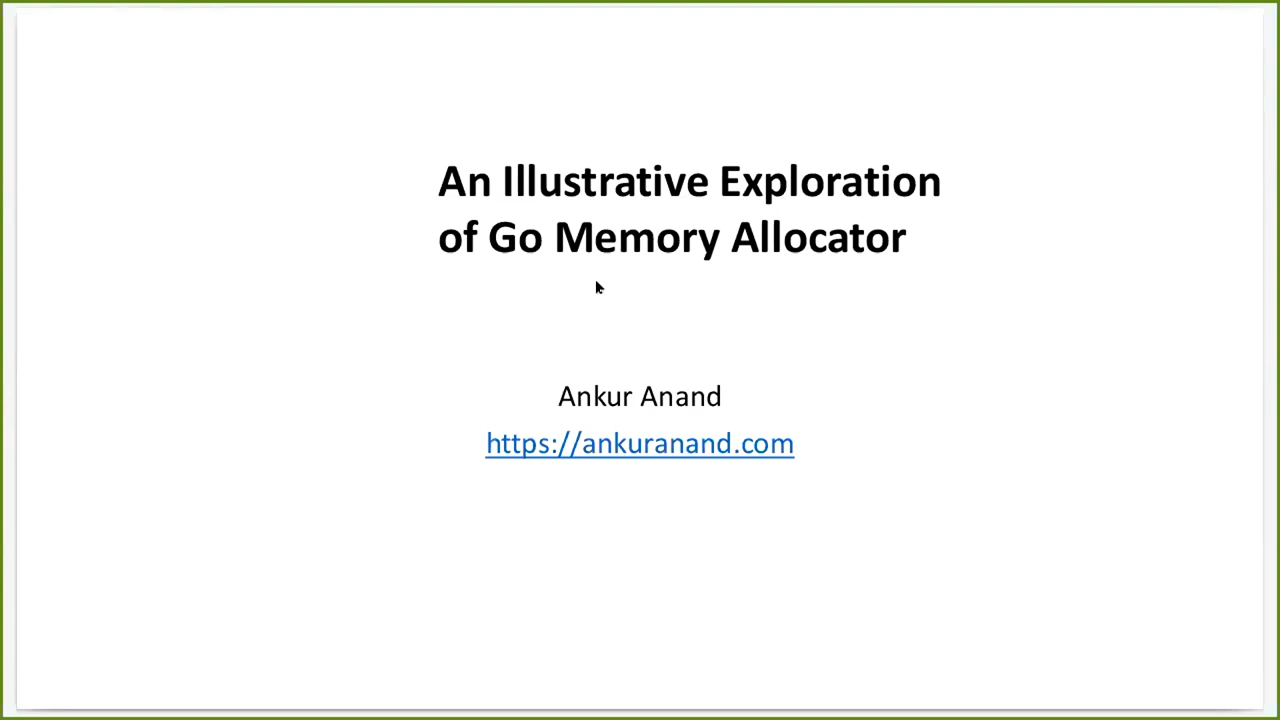 An Illustrative Exploration
of Go Memory Allocator
Ankur Anand
https://ankuranand.com